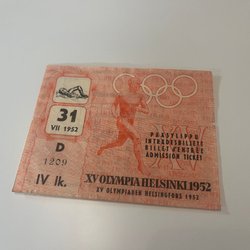 31
VII 1952
D
1209
IV lk.
PÄÄSYLIPPU
INTRÄDESBILJETT
BILLET D'ENTRÉE
ADMISSION TICKET
XV OLYMPIA HELSINKI 1952
XV OLYMPIADEN HELSINGFORS 1952